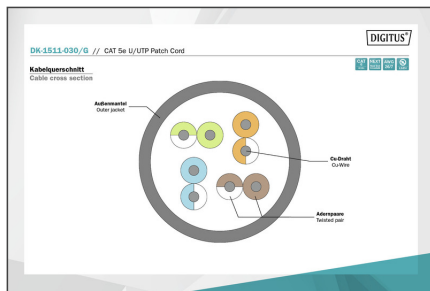 DIGITUS®
DK-1511-030/G // CAT 5e U/UTP Patch Cord
Kabelquerschnitt
Cable cross section
Außenmantel
Outer jacket
Cu-Draht
Cu-Wire
Adernpaare
Twisted pair